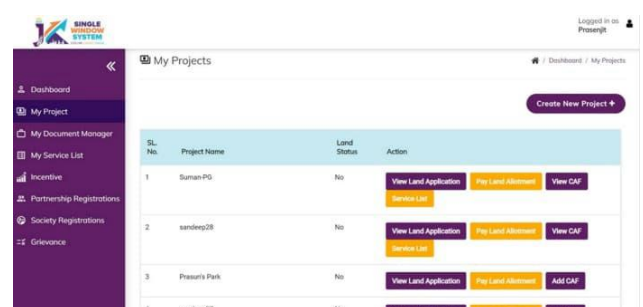 SINGLE
WINDOW
SYSTEM
Logged in as
Prasenjit
My Projects
/ Dashboard / My Projects
Dashboard
My Project
My Document Manager
My Service List
Incentive
Partnership Registrations
Society Registrations
Grievance
Create New Project +
SL. No. Project Name Land Status Action
1 Suman-PG No View Land Application Pay Land Allotment View CAF
Service List
2 sandeep28 No View Land Application Pay Land Allotment View CAF
Service List
3 Prasun's Park No View Land Application Pay Land Allotment Add CAF